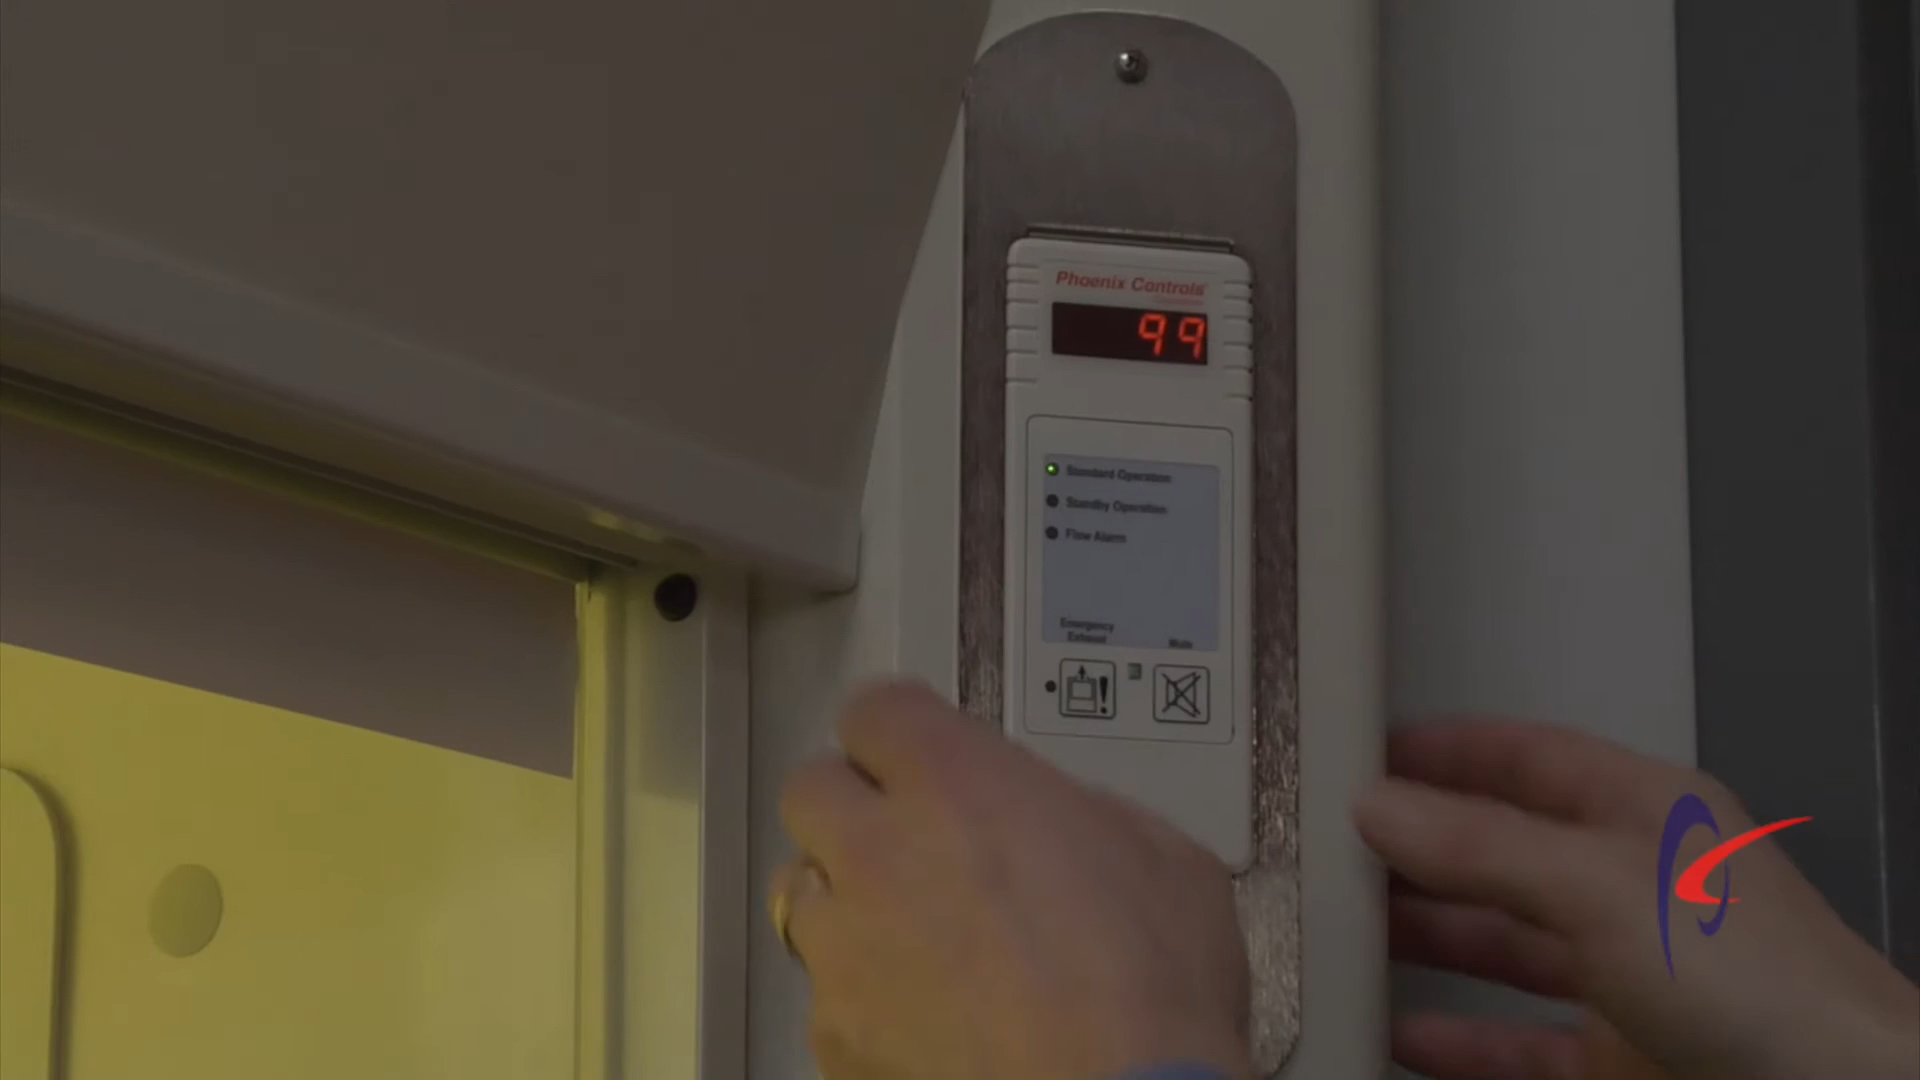 Phoenix Controls
99
Standard Operation
Standby Operation
Flow Alarm
Emergency
Exhaust
Mute